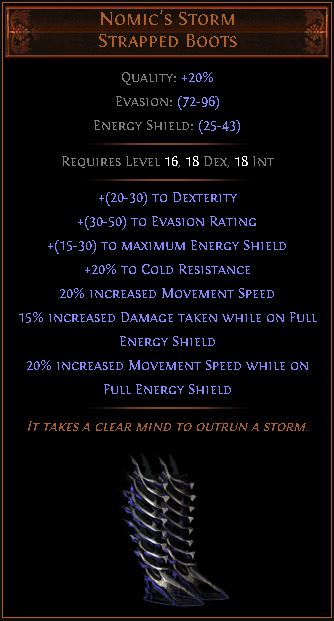 Nomic's Storm
Strapped Boots
Quality: +20%
Evasion: (72-96)
Energy Shield: (25-43)
Requires Level 16, 18 Dex, 18 Int
+(20-30) to Dexterity
+(30-50) to Evasion Rating
+(15-30) to maximum Energy Shield
+20% to Cold Resistance
20% increased Movement Speed
15% increased Damage taken while on Full
Energy Shield
20% increased Movement Speed while on
Full Energy Shield
It takes a clear mind to outrun a storm.